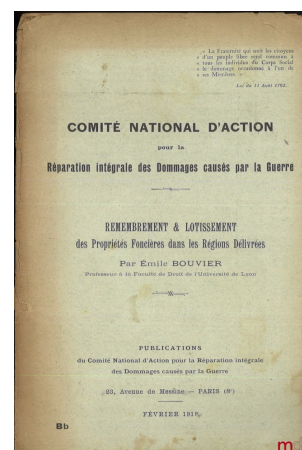 « La Fraternité qui unit les citoyens
« d'un peuple libre rend commun à
« tous les individus du Corps Social
« le dommage occasionné à l'un de
« ses Membres. »
Loi du 11 Août 1792.
COMITÉ NATIONAL D'ACTION
pour la
Réparation intégrale des Dommages causés par la Guerre
REMEMBREMENT & LOTISSEMENT
des Propriétés Foncières dans les Régions Délivrées
Par Émile BOUVIER
Professeur à la Faculté de Droit de l'Université de Lyon
PUBLICATIONS
du Comité National d'Action pour la Réparation intégrale
des Dommages causés par la Guerre
23, Avenue de Messine — PARIS (8e)
FÉVRIER 1918
Bb
m